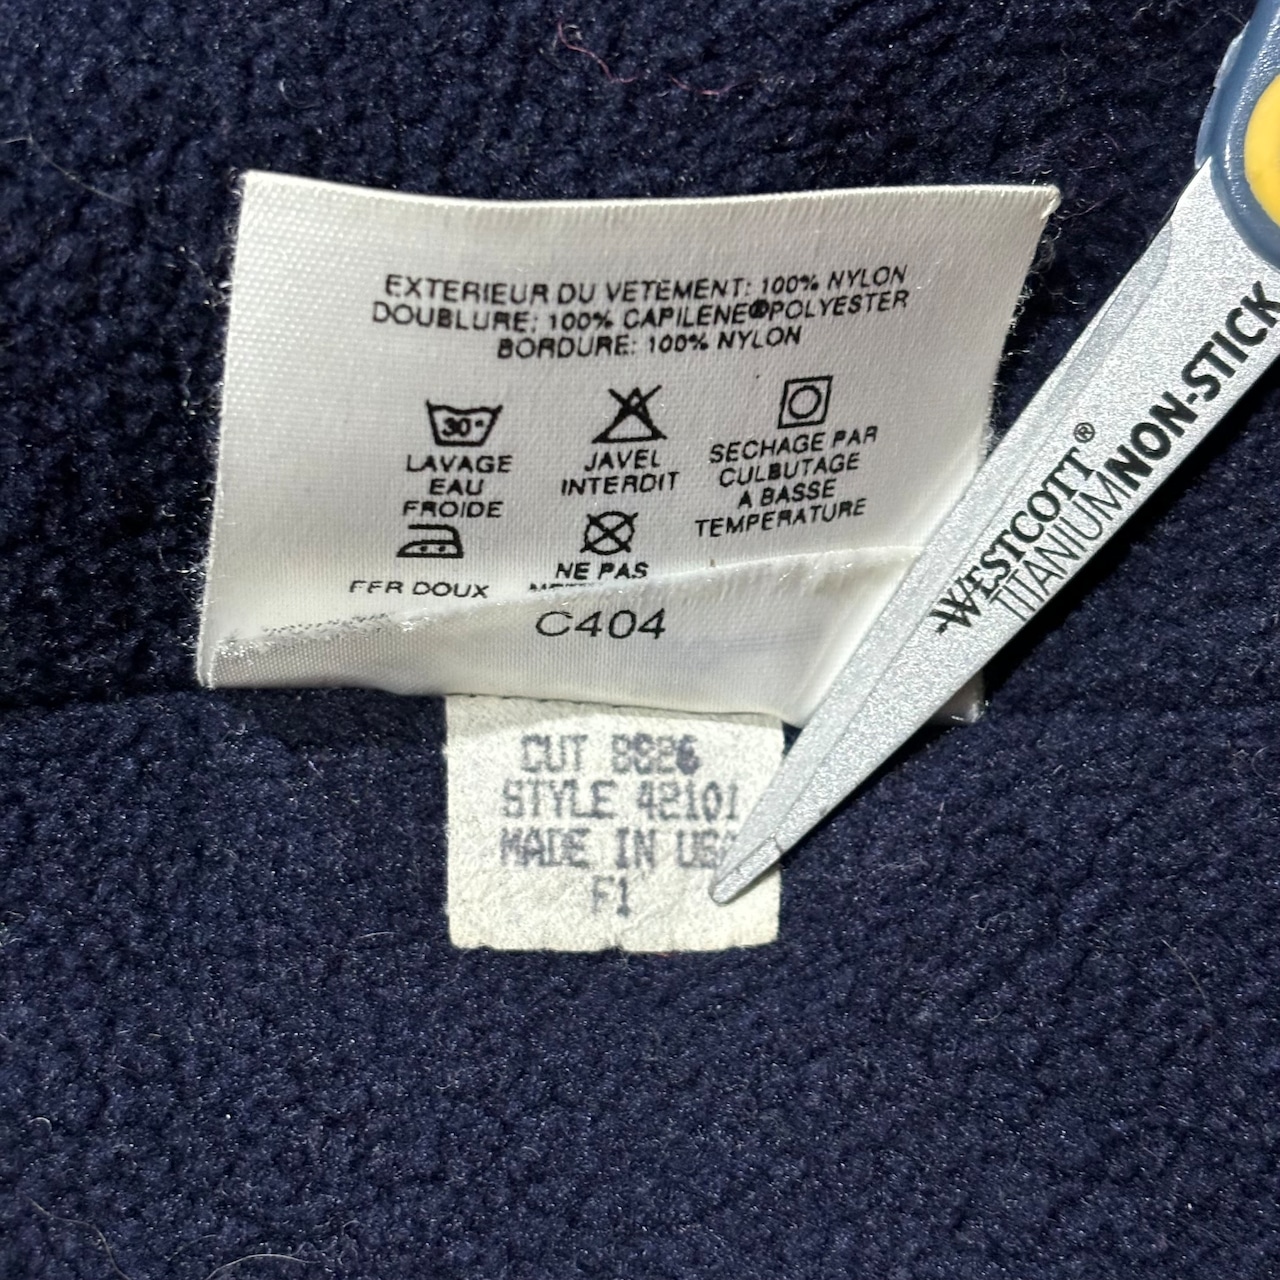 EXTERIEUR DU VETEMENT: 100% NYLON
DOUBLURE: 100% CAPILENE®POLYESTER
BORDURE: 100% NYLON
30°
LAVAGE
EAU
FROIDE
JAVEL
INTERDIT
SECHAGE PAR
CULBUTAGE
A BASSE
TEMPERATURE
FER DOUX
NE PAS
C404
CUT 8826
STYLE 42101
MADE IN USA
F1
WESTCOTT®
TITANIUM NON-STICK